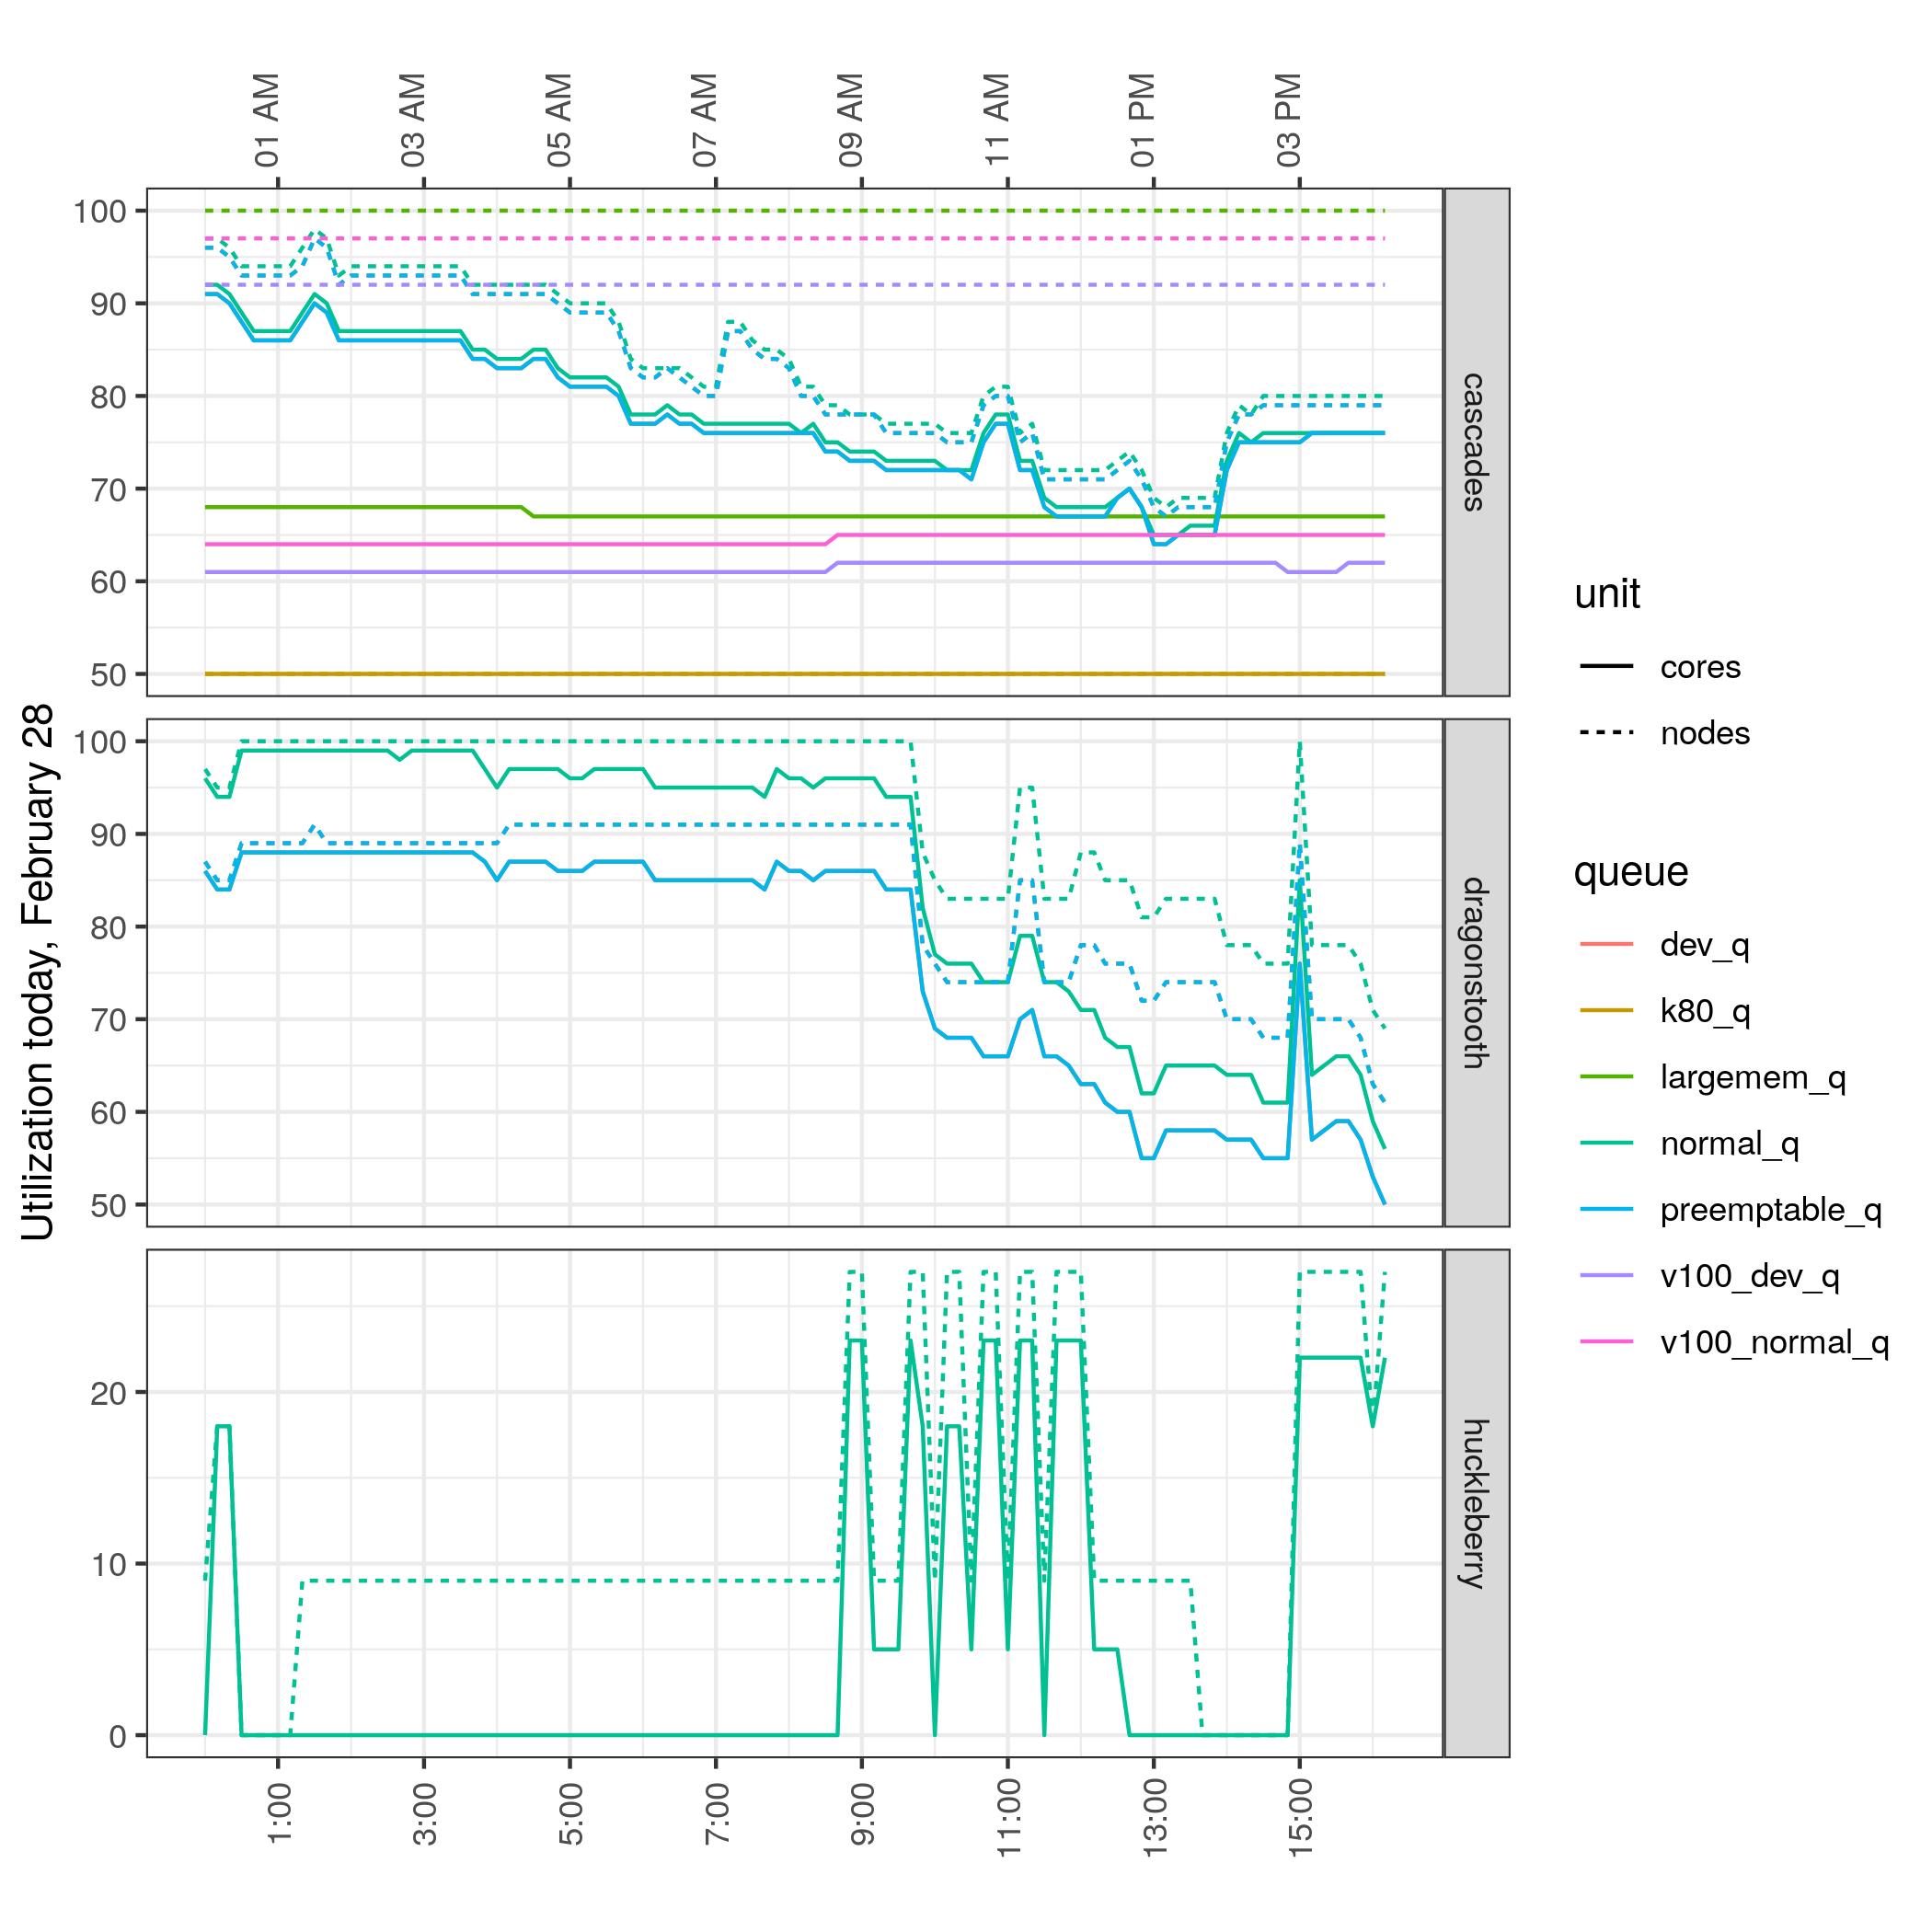 01 AM
03 AM
05 AM
07 AM
09 AM
11 AM
01 PM
03 PM
Utilization today, February 28
100
90
80
70
60
50
cascades
100
90
80
70
60
50
dragonstooth
20
10
0
huckleberry
1:00
3:00
5:00
7:00
9:00
11:00
13:00
15:00
unit
cores
nodes
queue
dev_q
k80_q
largemem_q
normal_q
preemptable_q
v100_dev_q
v100_normal_q